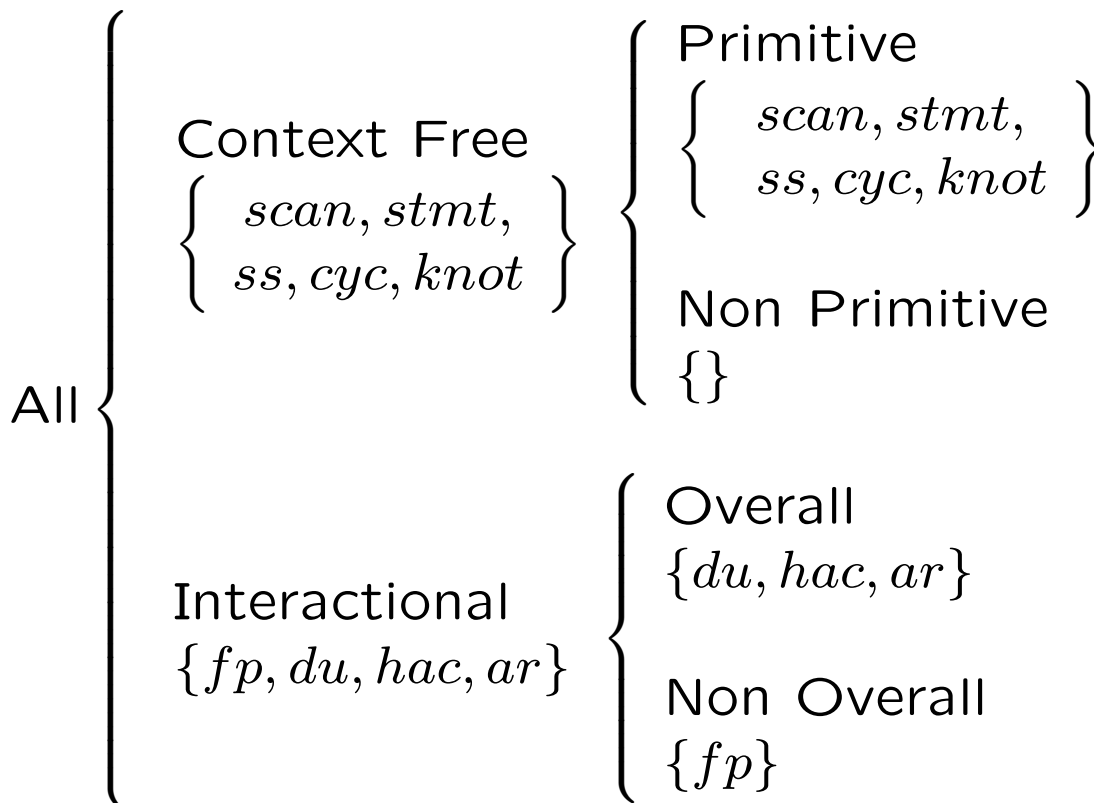 All
Context Free
{ scan, stmt,
ss, cyc, knot }
Primitive
{ scan, stmt,
ss, cyc, knot }
Non Primitive
{}
Interactional
{fp, du, hac, ar}
Overall
{du, hac, ar}
Non Overall
{fp}